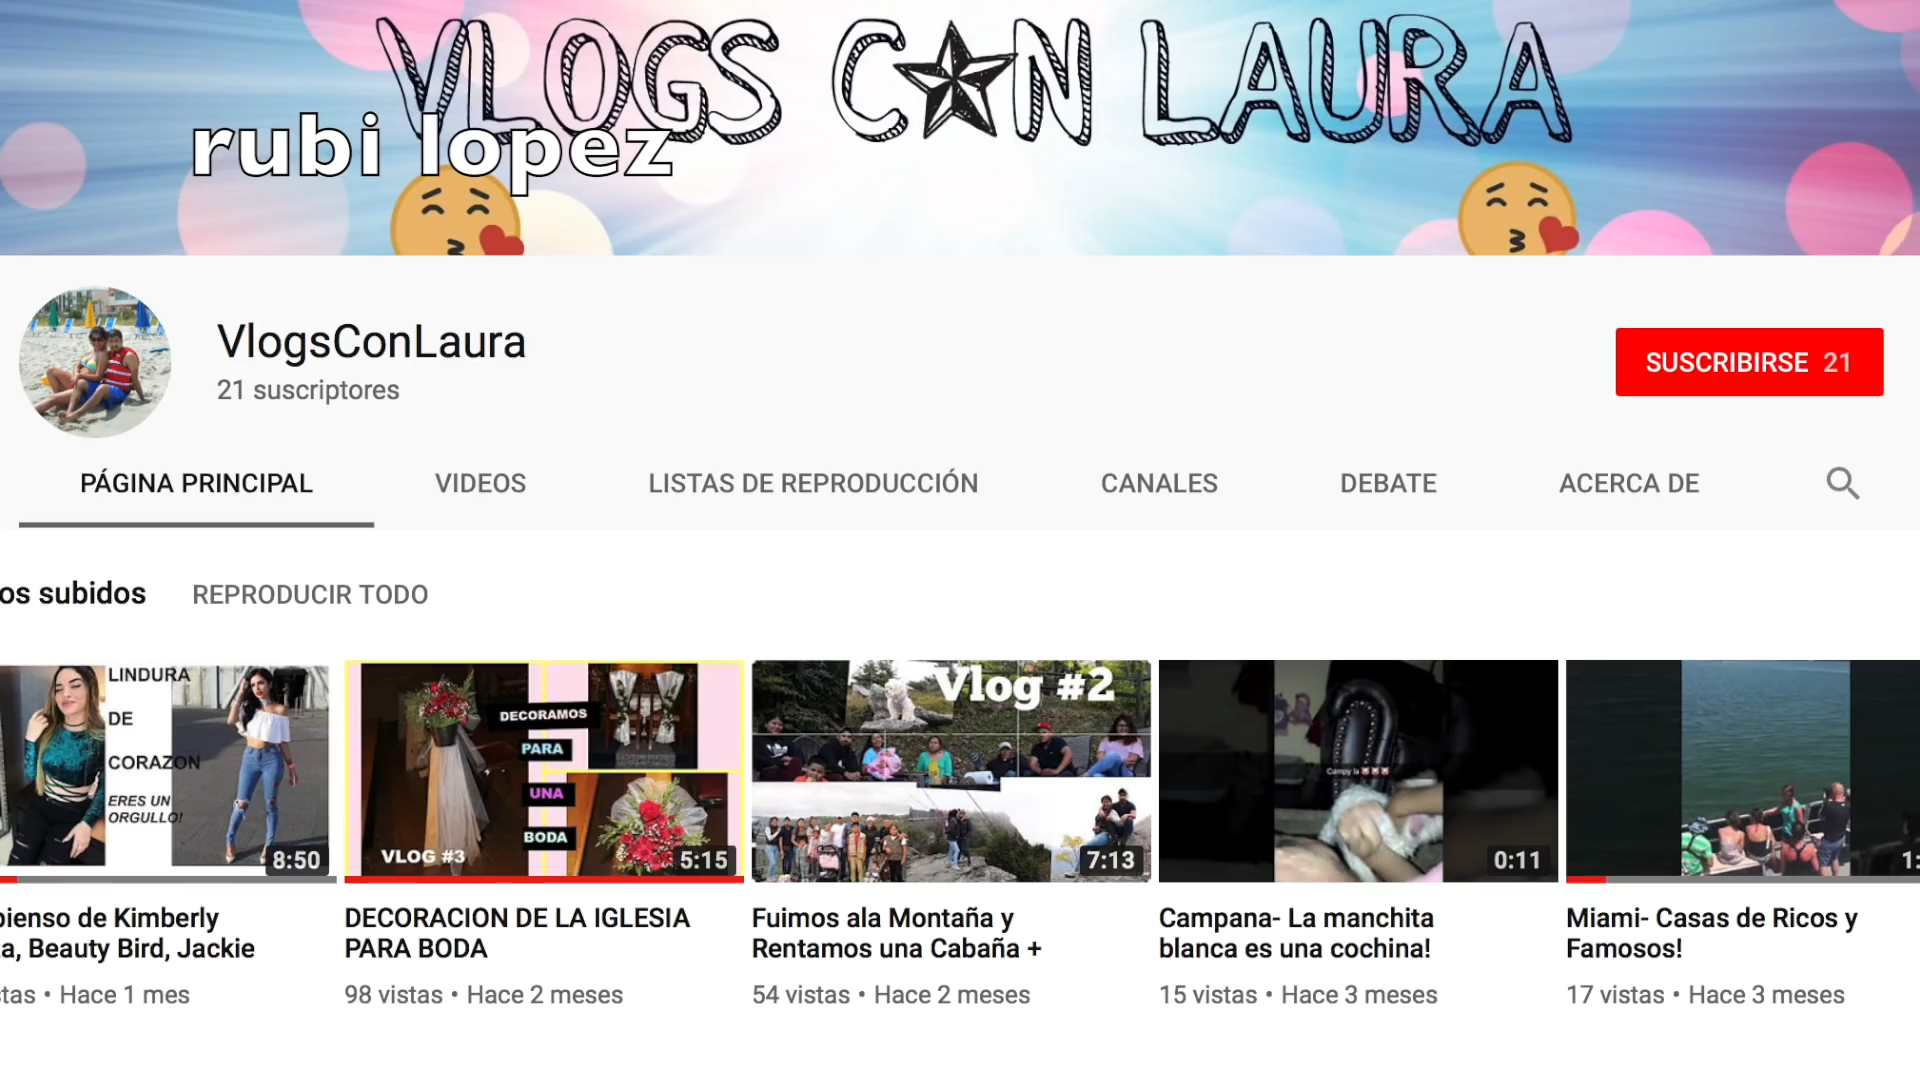 VLOGS CON LAURA
rubi lopez
VlogsConLaura
21 suscriptores
SUSCRIBIRSE 21
PÁGINA PRINCIPAL
VIDEOS
LISTAS DE REPRODUCCIÓN
CANALES
DEBATE
ACERCA DE
os subidos
REPRODUCIR TODO
LINDURA
DE
CORAZON
ERES UN
ORGULLO!
8:50
DECORAMOS
PARA
UNA
BODA
VLOG #3
5:15
Vlog #2
7:13
Campy la
0:11
1:
pienso de Kimberly
a, Beauty Bird, Jackie
stas • Hace 1 mes
DECORACION DE LA IGLESIA
PARA BODA
98 vistas • Hace 2 meses
Fuimos ala Montaña y
Rentamos una Cabaña +
54 vistas • Hace 2 meses
Campana- La manchita
blanca es una cochina!
15 vistas • Hace 3 meses
Miami- Casas de Ricos y
Famosos!
17 vistas • Hace 3 meses